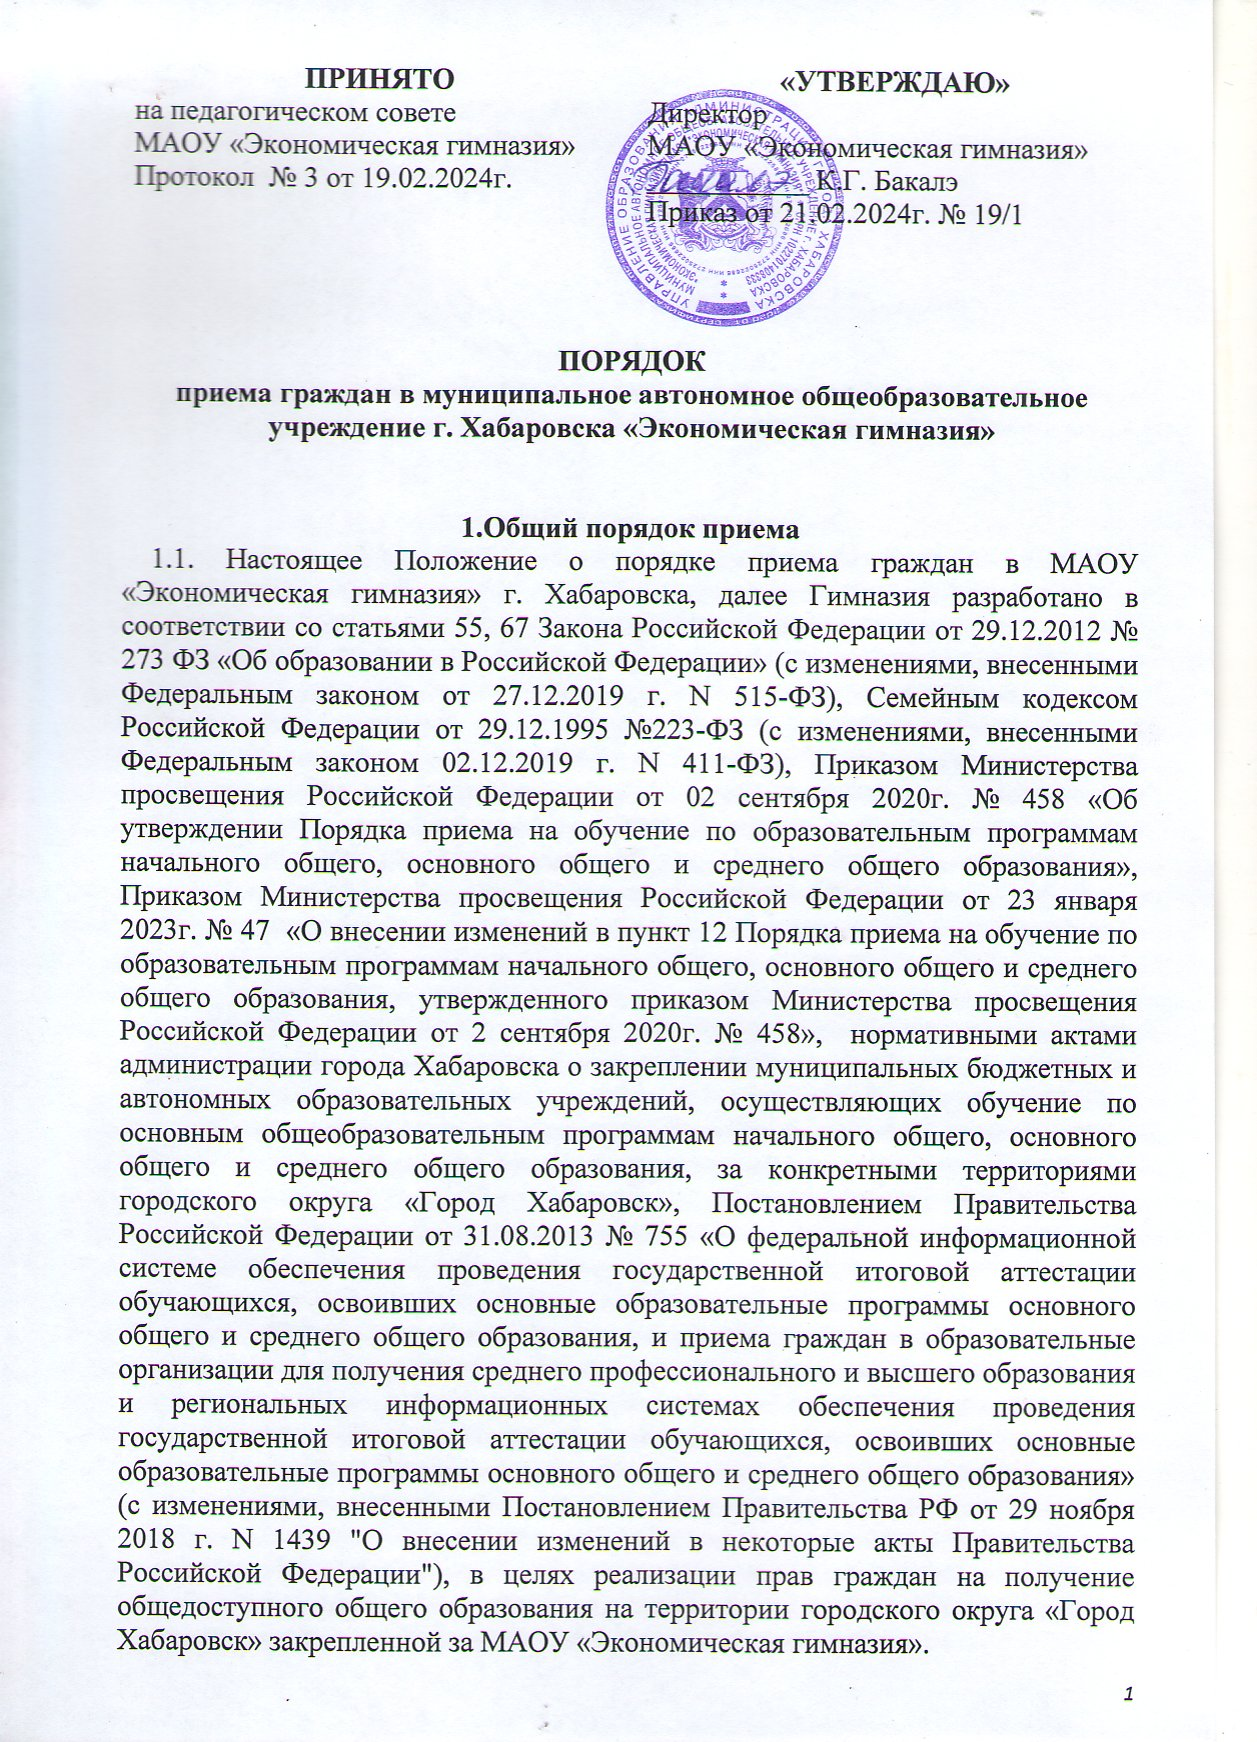 ПРИНЯТО
на педагогическом совете
МАОУ «Экономическая гимназия»
Протокол № 3 от 19.02.2024г.
«УТВЕРЖДАЮ»
Директор
МАОУ «Экономическая гимназия»
К.Г. Бакалэ
Приказ от 21.02.2024г. № 19/1
ПОРЯДОК
приема граждан в муниципальное автономное общеобразовательное
учреждение г. Хабаровска «Экономическая гимназия»
1.Общий порядок приема
1.1. Настоящее Положение о порядке приема граждан в МАОУ
«Экономическая гимназия» г. Хабаровска, далее Гимназия разработано в
соответствии со статьями 55, 67 Закона Российской Федерации от 29.12.2012 №
273 ФЗ «Об образовании в Российской Федерации» (с изменениями, внесенными
Федеральным законом от 27.12.2019 г. N 515-ФЗ), Семейным кодексом
Российской Федерации от 29.12.1995 №223-ФЗ (с изменениями, внесенными
Федеральным законом 02.12.2019 г. N 411-ФЗ), Приказом Министерства
просвещения Российской Федерации от 02 сентября 2020г. № 458 «Об
утверждении Порядка приема на обучение по образовательным программам
начального общего, основного общего и среднего общего образования»,
Приказом Министерства просвещения Российской Федерации от 23 января
2023г. № 47 «О внесении изменений в пункт 12 Порядка приема на обучение по
образовательным программам начального общего, основного общего и среднего
общего образования, утвержденного приказом Министерства просвещения
Российской Федерации от 2 сентября 2020г. № 458», нормативными актами
администрации города Хабаровска о закреплении муниципальных бюджетных и
автономных образовательных учреждений, осуществляющих обучение по
основным общеобразовательным программам начального общего, основного
общего и среднего общего образования, за конкретными территориями
городского округа «Город Хабаровск», Постановлением Правительства
Российской Федерации от 31.08.2013 № 755 «О федеральной информационной
системе обеспечения проведения государственной итоговой аттестации
обучающихся, освоивших основные образовательные программы основного
общего и среднего общего образования, и приема граждан в образовательные
организации для получения среднего профессионального и высшего образования
и региональных информационных системах обеспечения проведения
государственной итоговой аттестации обучающихся, освоивших основные
образовательные программы основного общего и среднего общего образования»
(с изменениями, внесенными Постановлением Правительства РФ от 29 ноября
2018 г. N 1439 "О внесении изменений в некоторые акты Правительства
Российской Федерации"), в целях реализации прав граждан на получение
общедоступного общего образования на территории городского округа «Город
Хабаровск» закрепленной за МАОУ «Экономическая гимназия».
1